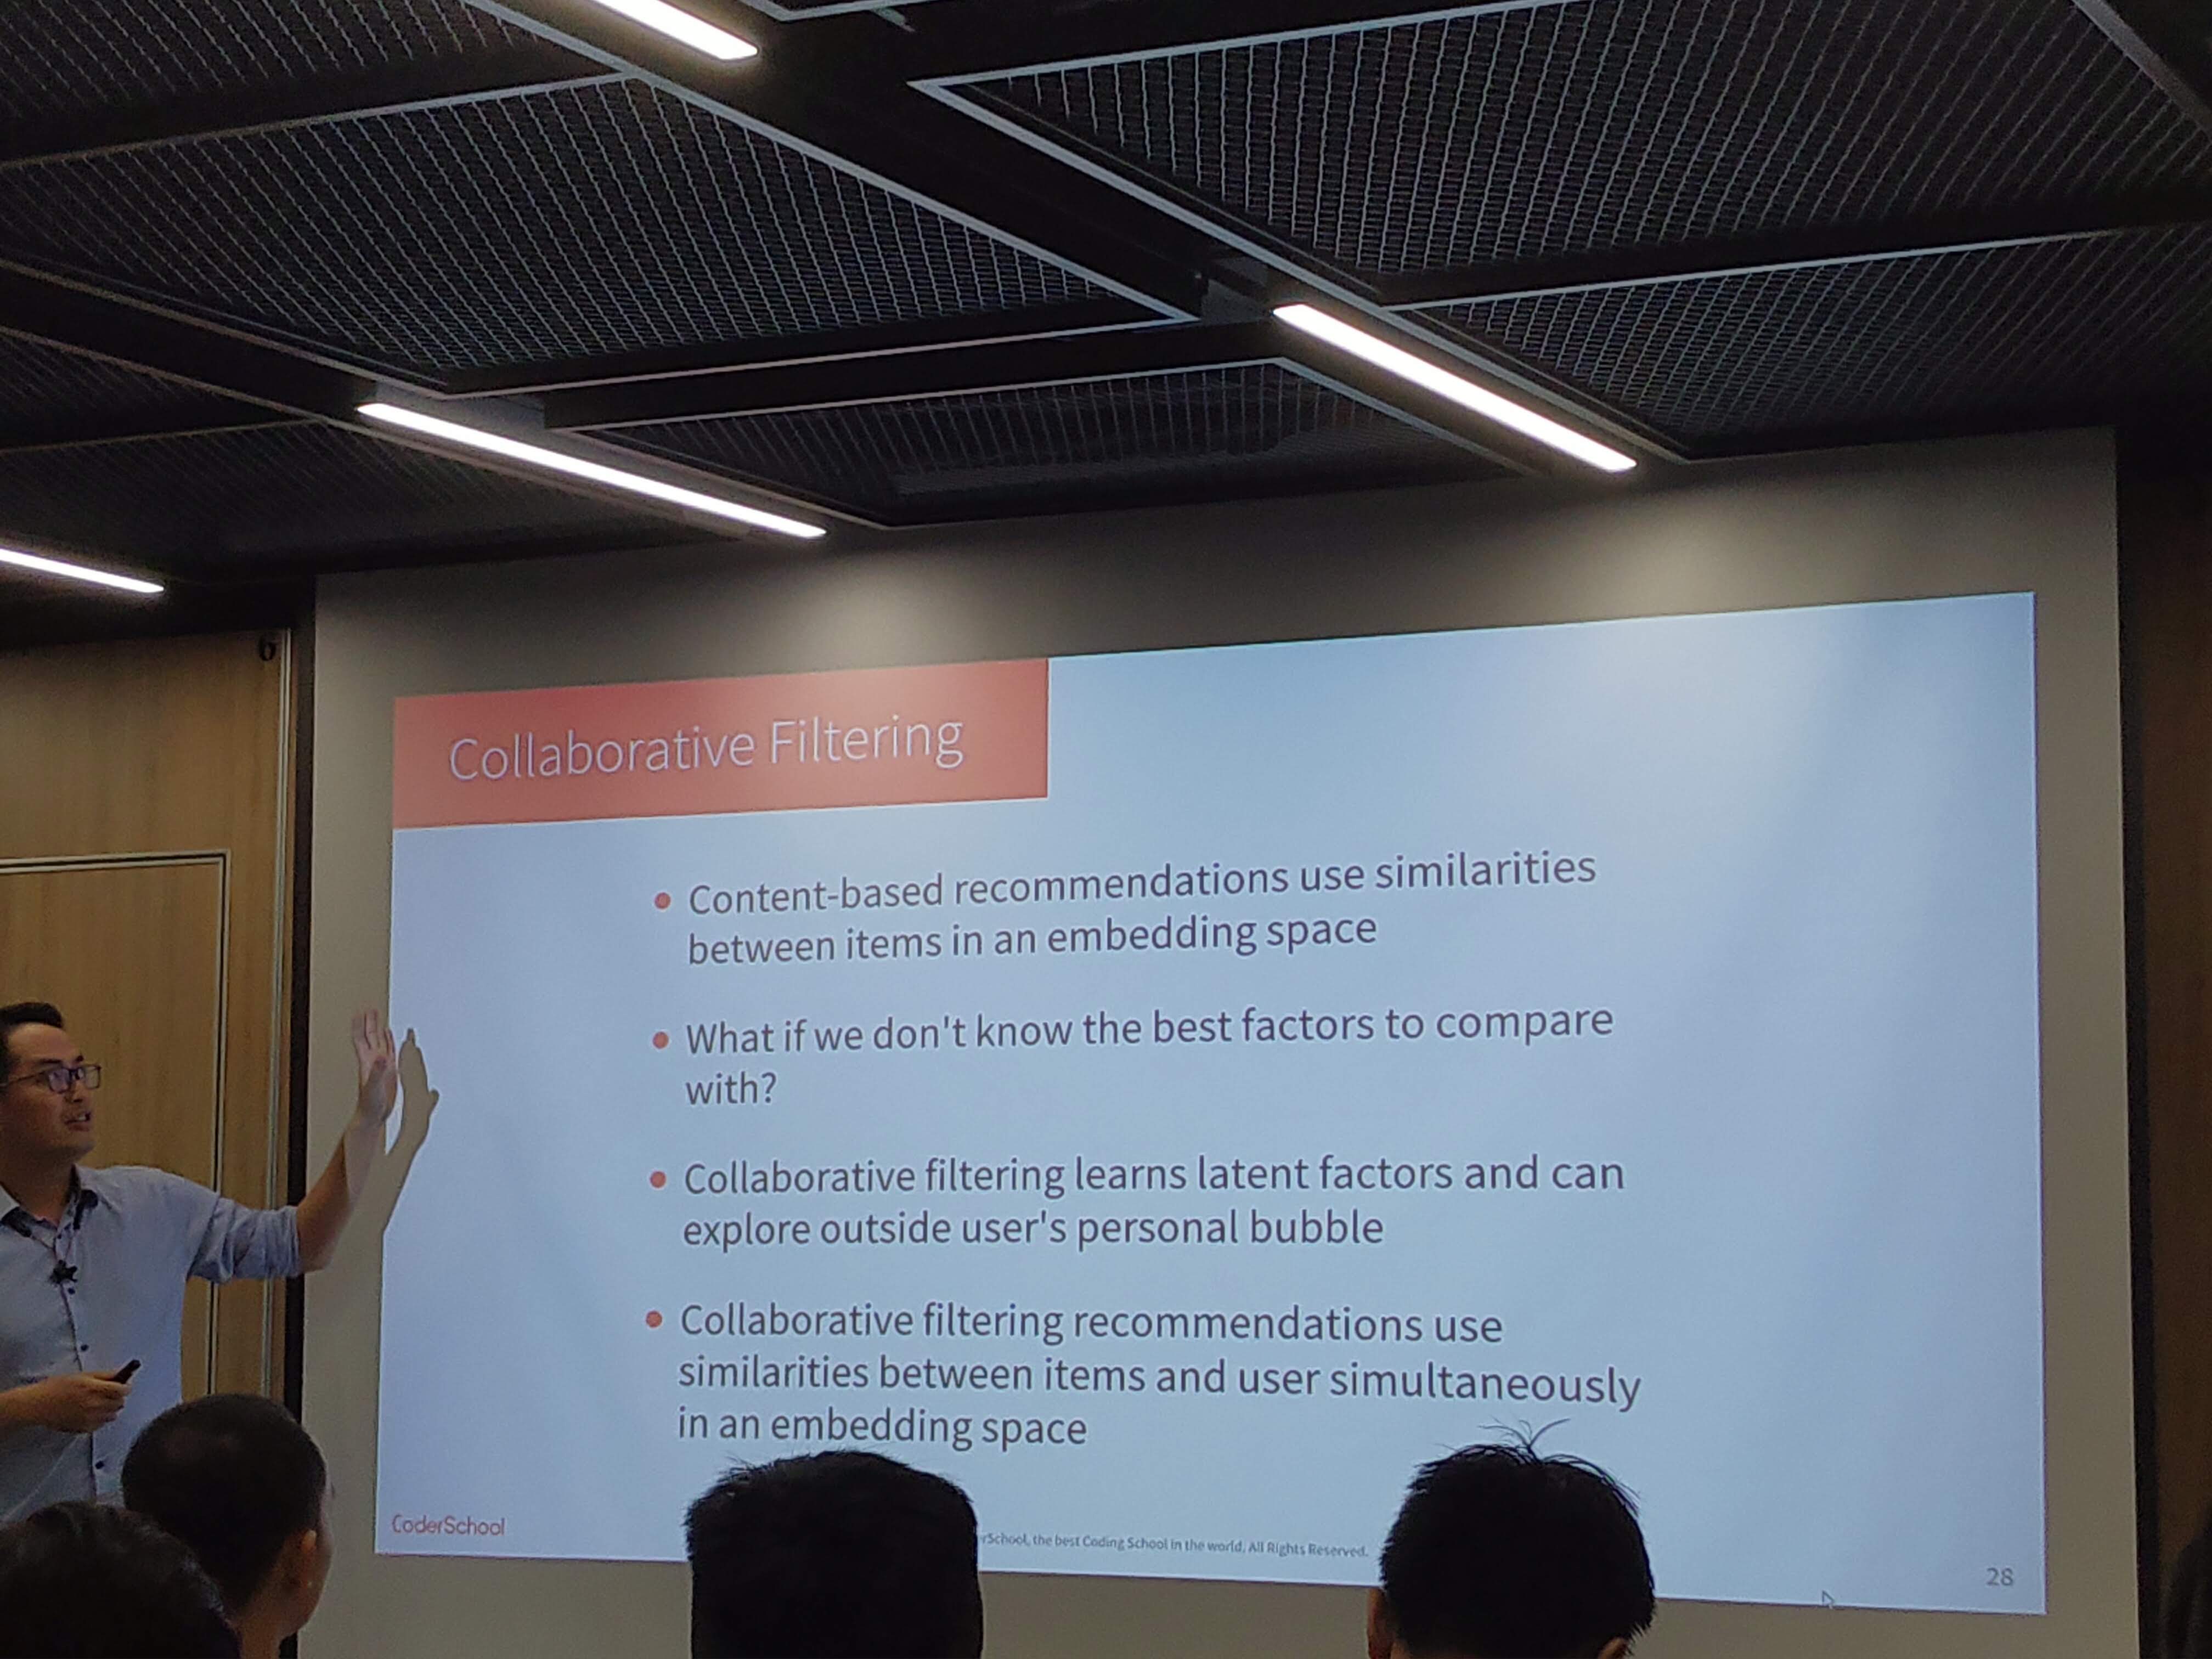 Collaborative Filtering
• Content-based recommendations use similarities
between items in an embedding space
• What if we don't know the best factors to compare
with?
• Collaborative filtering learns latent factors and can
explore outside user's personal bubble
• Collaborative filtering recommendations use
similarities between items and user simultaneously
in an embedding space
CoderSchool
rSchool, the best Coding School in the world. All Rights Reserved.
28